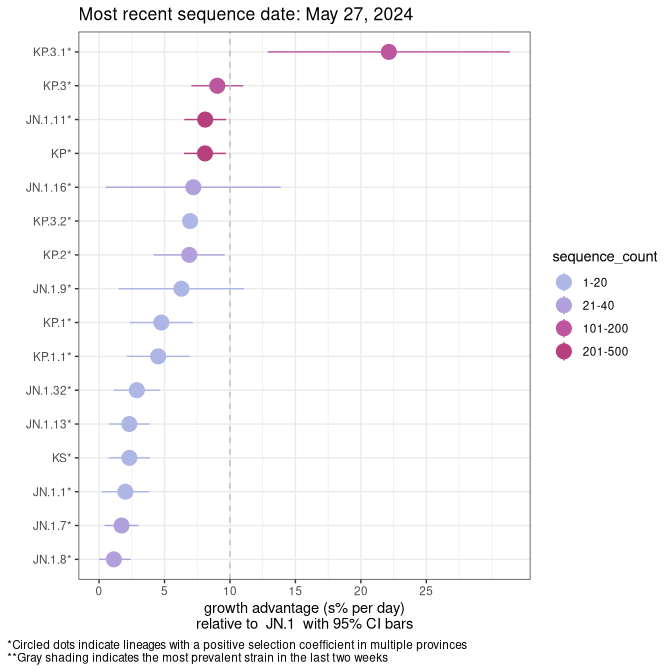 Most recent sequence date: May 27, 2024
KP.3.1*
KP.3*
JN.1.11*
KP*
JN.1.16*
KP.3.2*
KP.2*
JN.1.9*
KP.1*
KP.1.1*
JN.1.32*
JN.1.13*
KS*
JN.1.1*
JN.1.7*
JN.1.8*
0 5 10 15 20 25
growth advantage (s% per day)
relative to JN.1 with 95% CI bars
sequence_count
1-20
21-40
101-200
201-500
*Circled dots indicate lineages with a positive selection coefficient in multiple provinces
**Gray shading indicates the most prevalent strain in the last two weeks